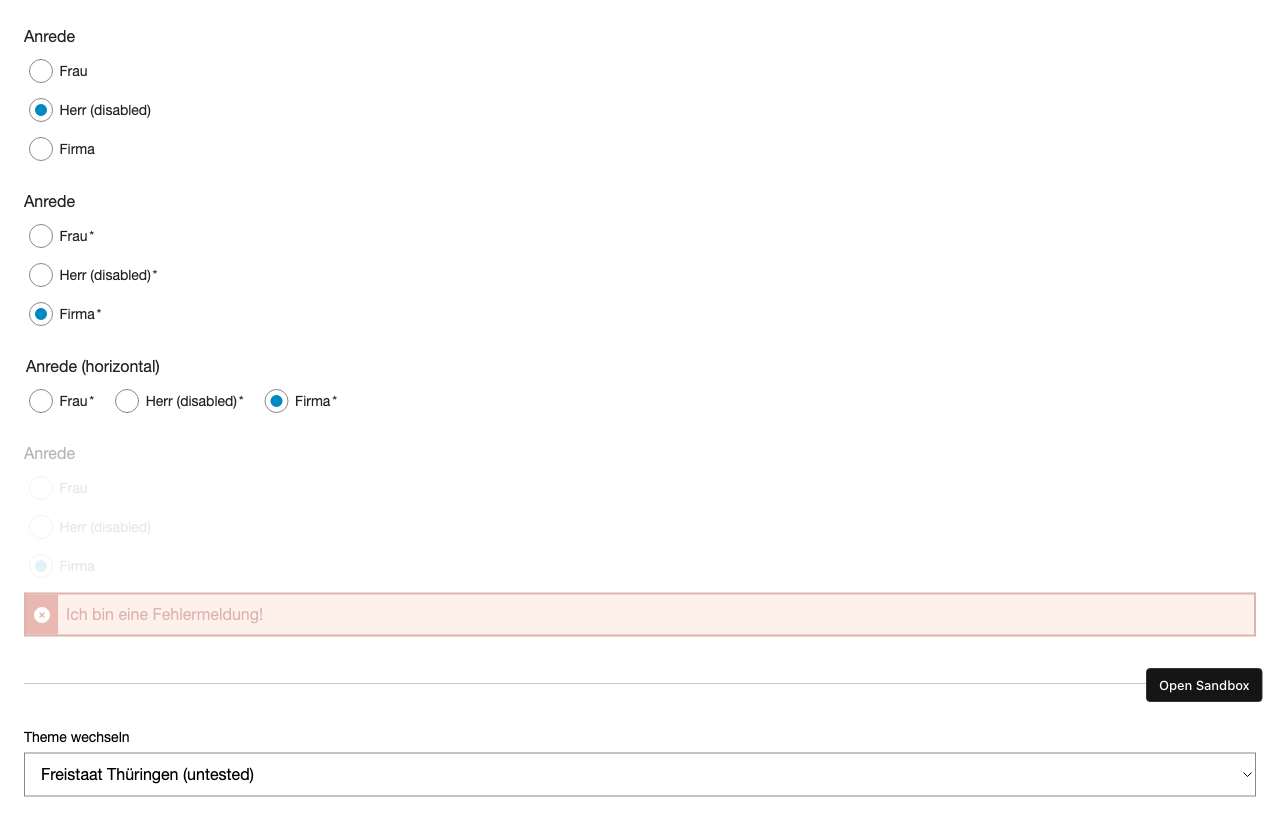 Anrede
Frau
Herr (disabled)
Firma
Anrede
Frau*
Herr (disabled)*
Firma*
Anrede (horizontal)
Frau* Herr (disabled)* Firma*
Anrede
Frau
Herr (disabled)
Firma
Ich bin eine Fehlermeldung!
Open Sandbox
Theme wechseln
Freistaat Thüringen (untested)